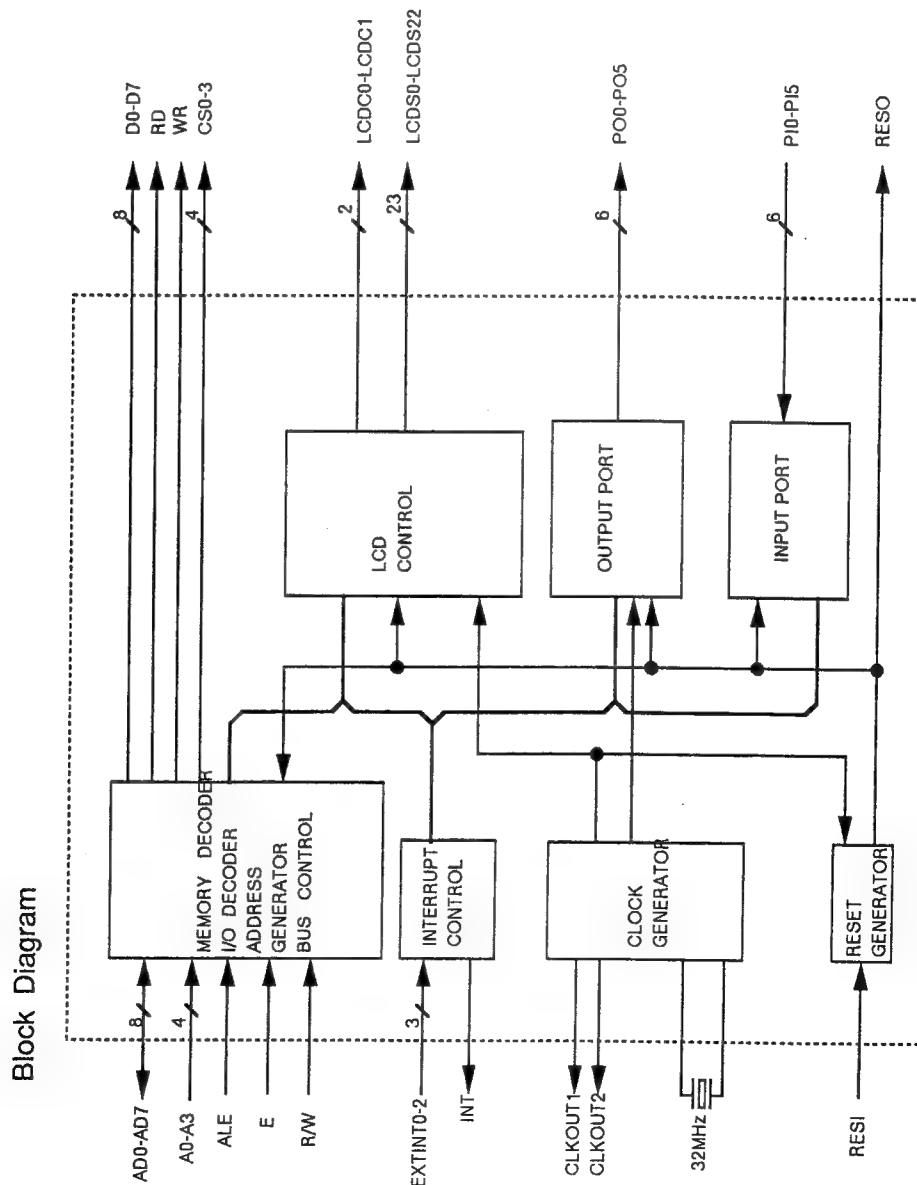 Block Diagram
AD0-AD7
8
A0-A3
4
ALE
E
R/W
MEMORY DECODER
I/O DECODER
ADDRESS
GENERATOR
BUS CONTROL
8
D0-D7
RD
WR
4
CS0-3
EXTINT0-2
3
INT
INTERRUPT
CONTROL
LCD
CONTROL
2
LCDC0-LCDC1
23
LCDS0-LCDS22
CLKOUT1
CLKOUT2
32MHz
CLOCK
GENERATOR
OUTPUT PORT
6
PO0-PO5
INPUT PORT
6
PI0-PI5
RESI
RESET
GENERATOR
RESO